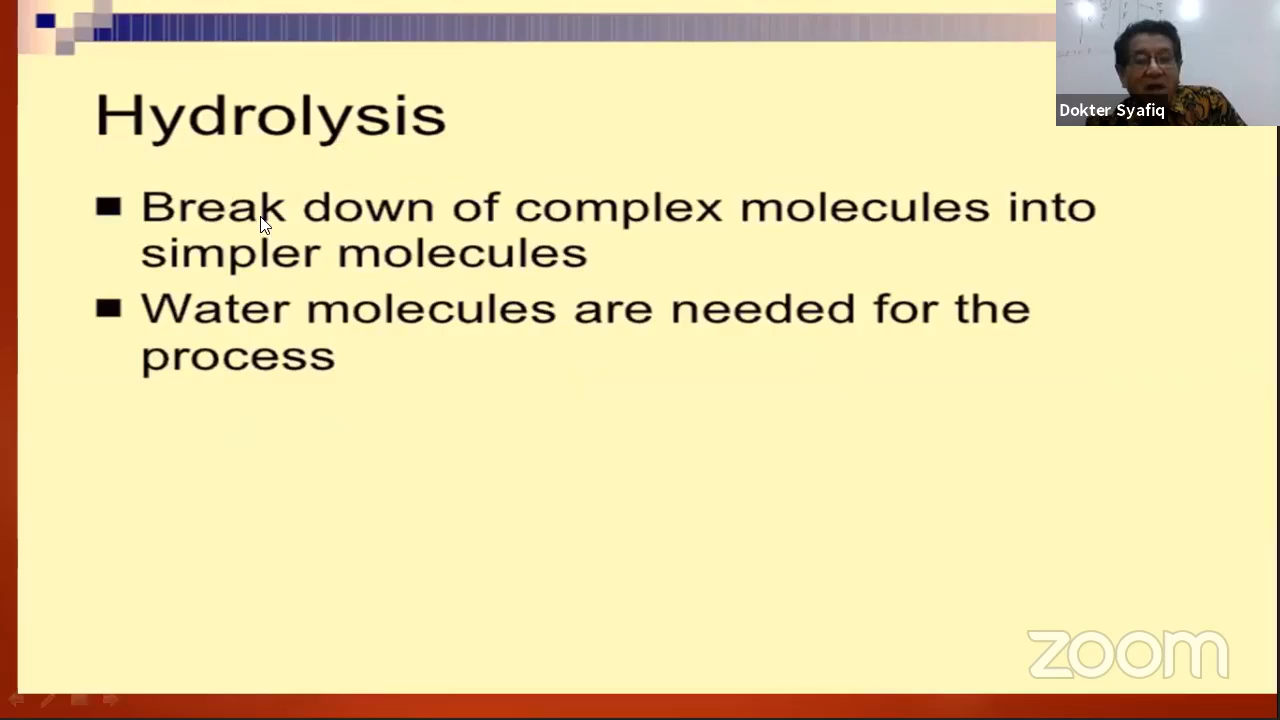 Hydrolysis
Break down of complex molecules into
simpler molecules
Water molecules are needed for the
process
Dokter Syafiq
zoom